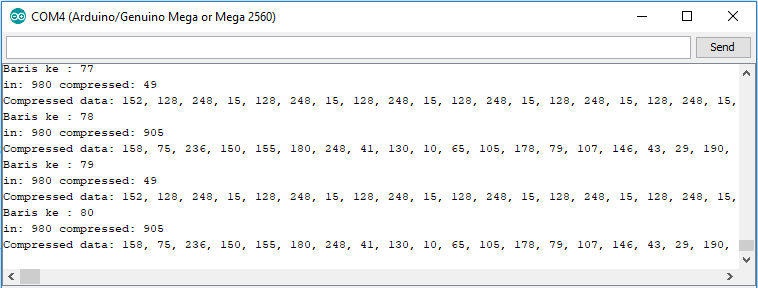 COM4 (Arduino/Genuino Mega or Mega 2560)
Send
Baris ke : 77
in: 980 compressed: 49
Compressed data: 152, 128, 248, 15, 128, 248, 15, 128, 248, 15, 128, 248, 15, 128, 248, 15, 128, 248, 15,
Baris ke : 78
in: 980 compressed: 905
Compressed data: 158, 75, 236, 150, 155, 180, 248, 41, 130, 10, 65, 105, 178, 79, 107, 146, 43, 29, 190,
Baris ke : 79
in: 980 compressed: 49
Compressed data: 152, 128, 248, 15, 128, 248, 15, 128, 248, 15, 128, 248, 15, 128, 248, 15, 128, 248, 15,
Baris ke : 80
in: 980 compressed: 905
Compressed data: 158, 75, 236, 150, 155, 180, 248, 41, 130, 10, 65, 105, 178, 79, 107, 146, 43, 29, 190,